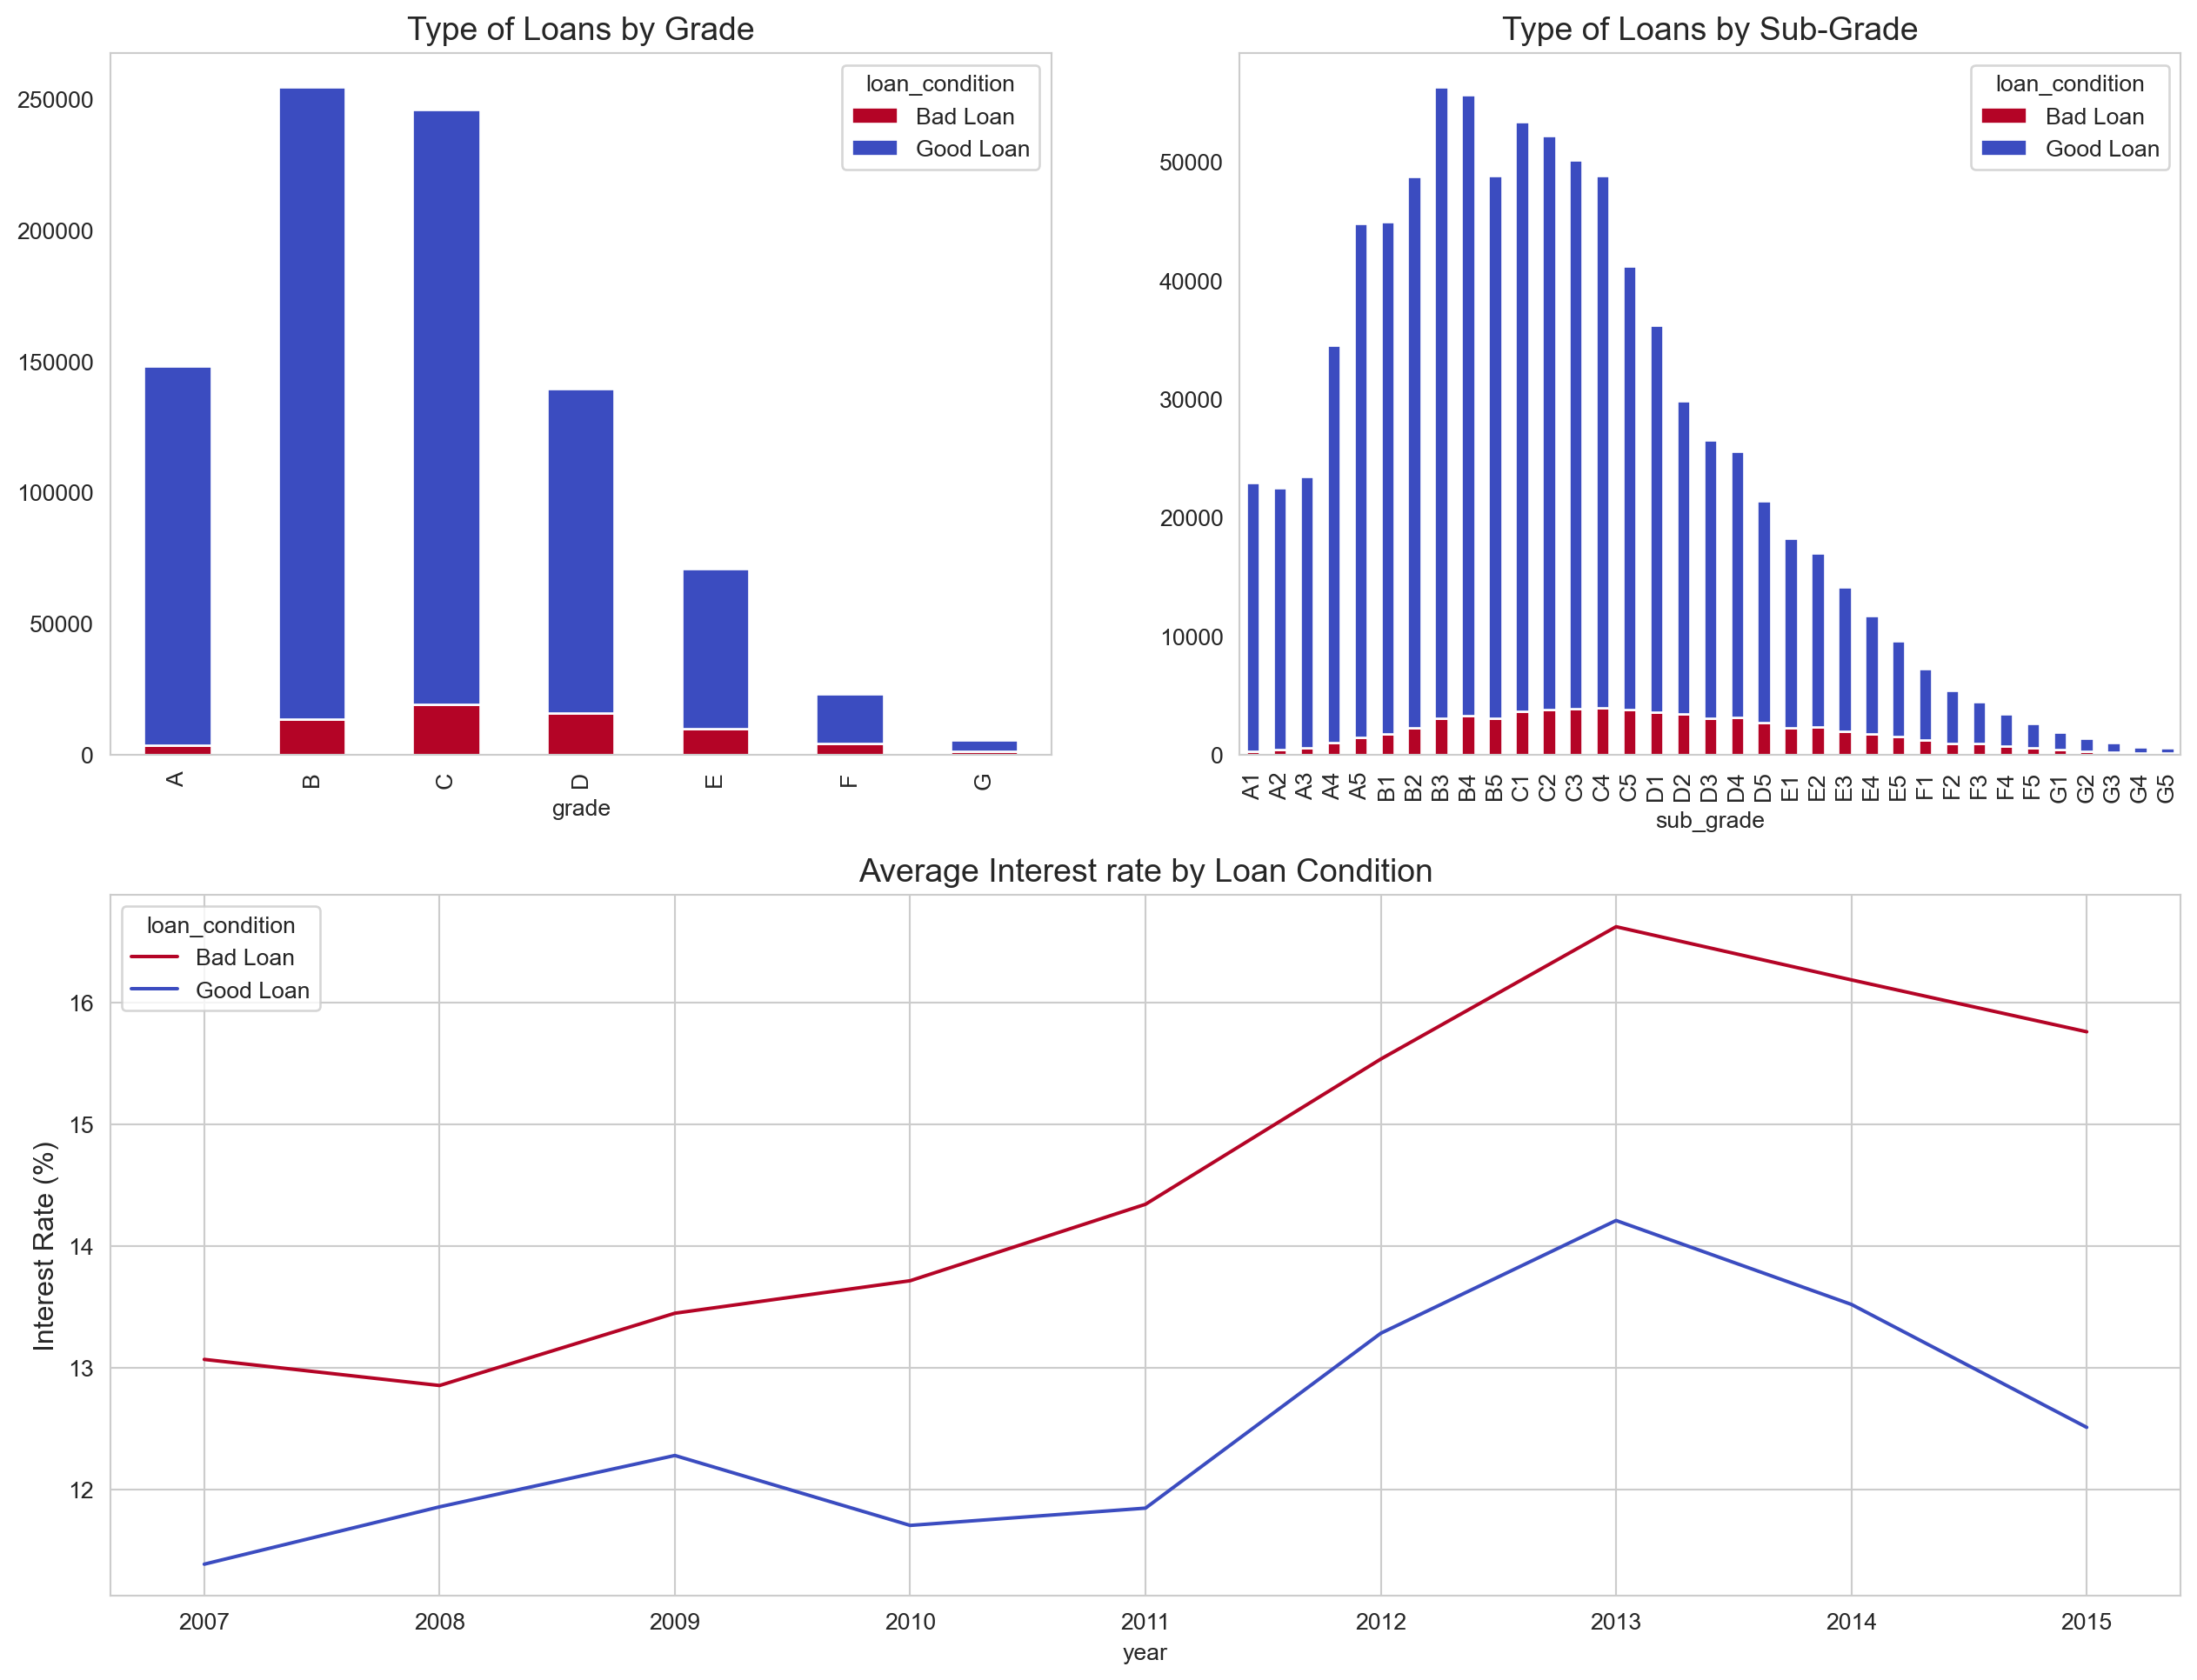 Type of Loans by Grade
loan_condition
Bad Loan
Good Loan
250000
200000
150000
100000
50000
0
A B C D E F G
grade
Type of Loans by Sub-Grade
loan_condition
Bad Loan
Good Loan
50000
40000
30000
20000
10000
0
A1 A2 A3 A4 A5 B1 B2 B3 B4 B5 C1 C2 C3 C4 C5 D1 D2 D3 D4 D5 E1 E2 E3 E4 E5 F1 F2 F3 F4 F5 G1 G2 G3 G4 G5
sub_grade
Average Interest rate by Loan Condition
loan_condition
Bad Loan
Good Loan
Interest Rate (%)
16
15
14
13
12
2007 2008 2009 2010 2011 2012 2013 2014 2015
year